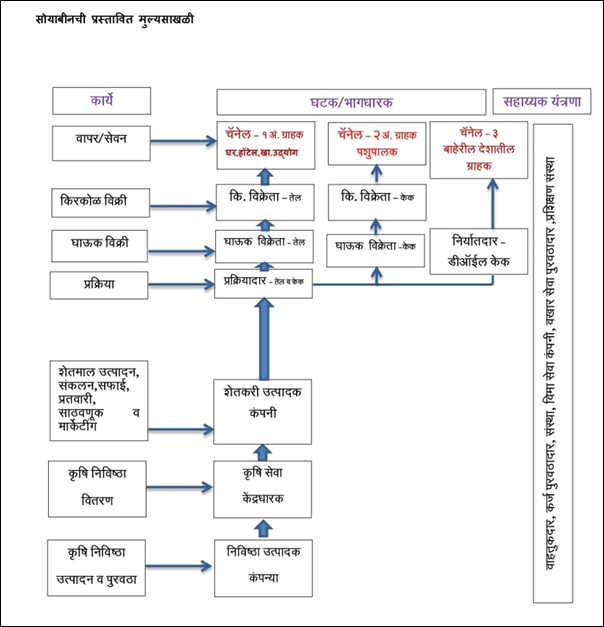 सोयाबीनची प्रस्तावित मुल्यसाखळी
कार्ये
घटक/भागधारक
सहाय्यक यंत्रणा
वापर/सेवन
चॅनेल – १ अं. ग्राहक
घर,हॉटेल,खा.उद्योग
चॅनेल – २ अं. ग्राहक
पशुपालक
चॅनेल – ३
बाहेरील देशातील
ग्राहक
किरकोळ विक्री
कि. विक्रेता – तेल
कि. विक्रेता – केक
घाऊक विक्री
घाऊक विक्रेता – तेल
घाऊक विक्रेता – केक
निर्यातदार –
डीऑईल केक
प्रक्रिया
प्रक्रियादार – तेल व केक
शेतमाल उत्पादन,
संकलन,सफाई,
प्रतवारी,
साठवणूक व
मार्केटींग
शेतकरी उत्पादक
कंपनी
कृषि निविष्ठा
वितरण
कृषि सेवा
केंद्रधारक
कृषि निविष्ठा
उत्पादन व पुरवठा
निविष्ठा उत्पादक
कंपन्या
वाहतुकदार, कर्ज पुरवठादार, संस्था, विमा सेवा कंपनी, वखार सेवा पुरवठादार ,प्रशिक्षण संस्था